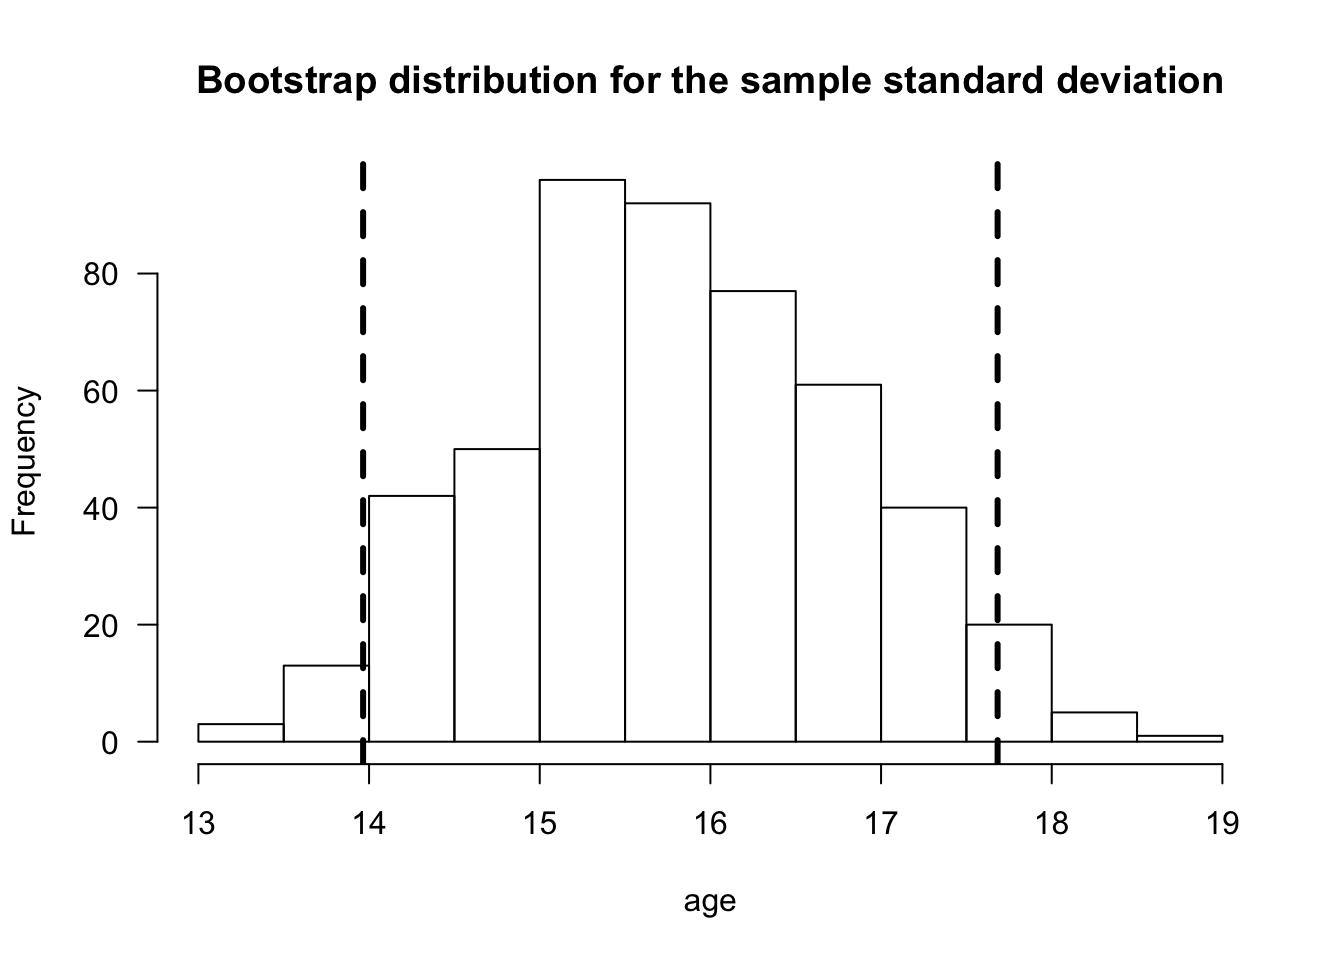 Bootstrap distribution for the sample standard deviation
Frequency
80
60
40
20
0
13 14 15 16 17 18 19
age